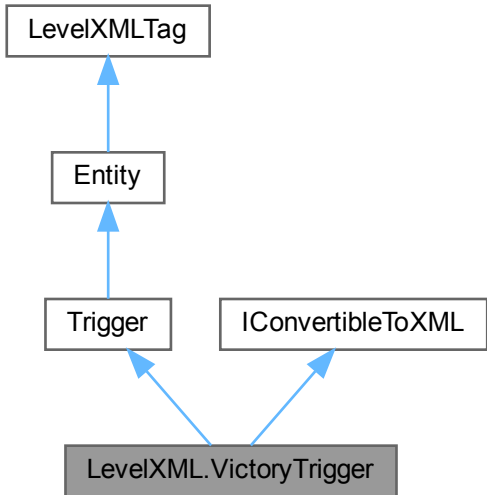 LevelXMLTag
Entity
Trigger
IConvertibleToXML
LevelXML.VictoryTrigger